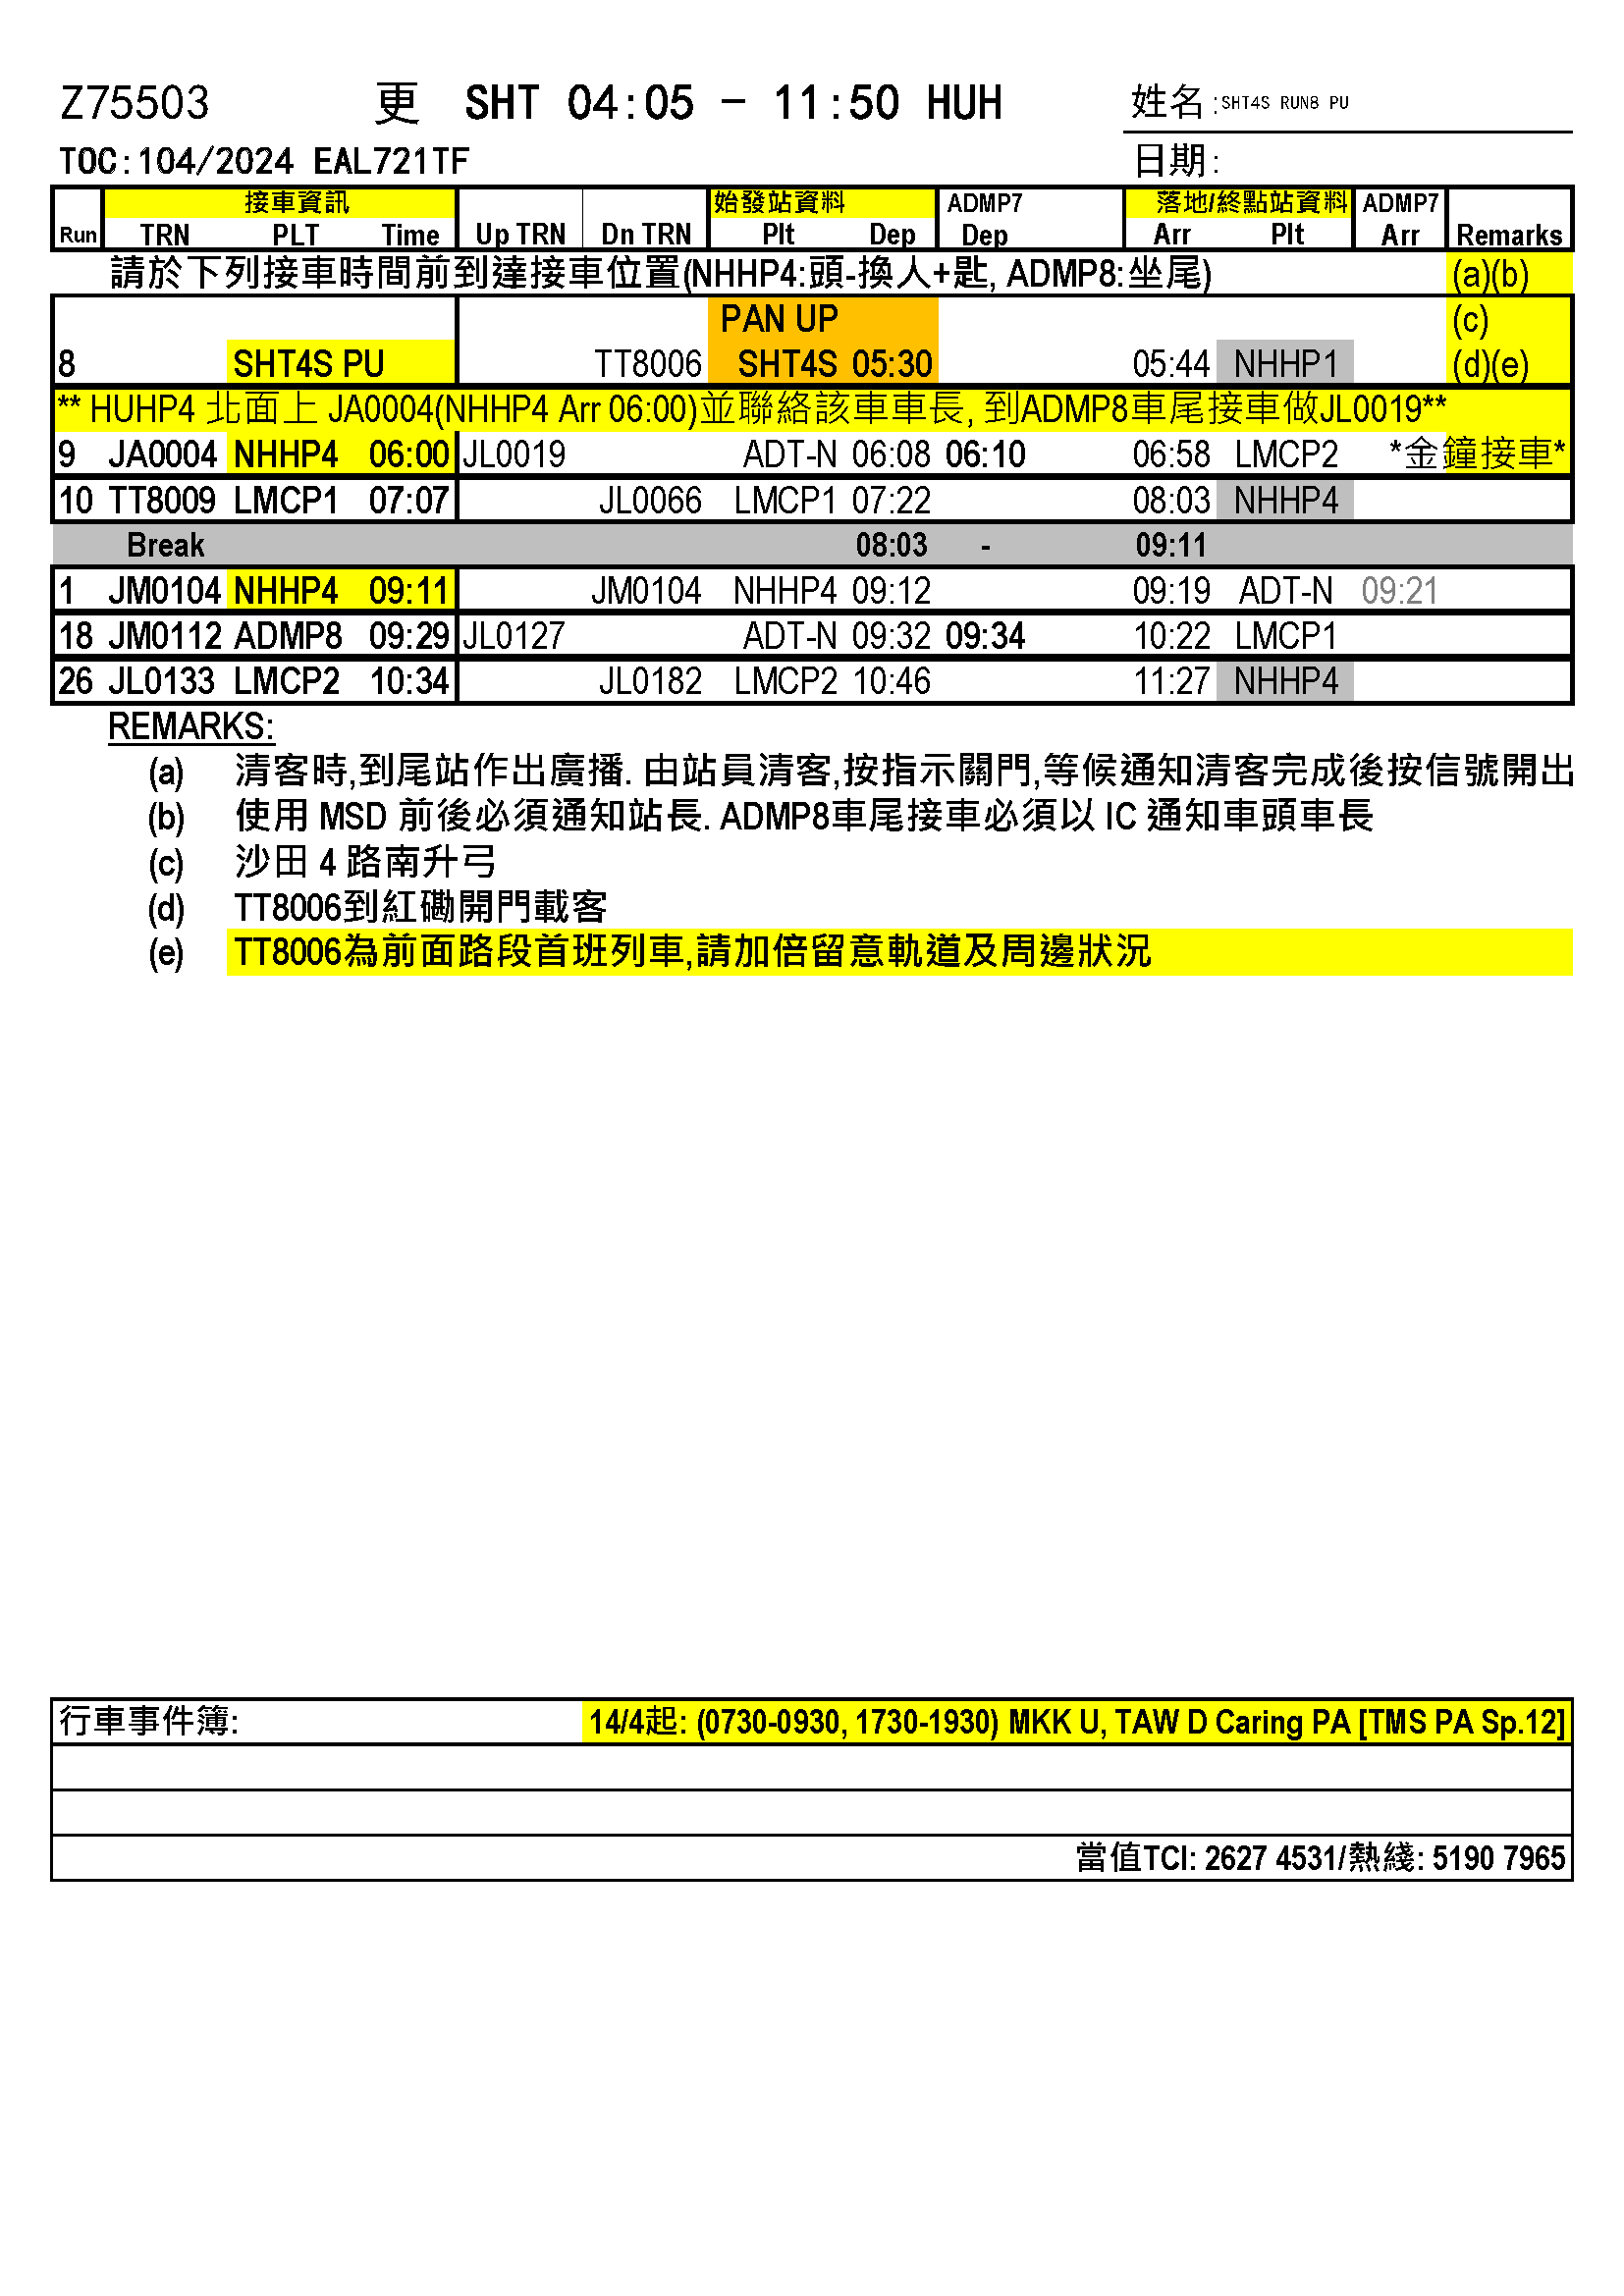 Z75503 更 SHT 04:05 – 11:50 HUH 姓名:SHT4S RUN8 PU
TOC:104/2024 EAL721TF 日期:
接車資訊 始發站資料 ADMP7 落地/終點站資料 ADMP7
Run TRN PLT Time Up TRN Dn TRN Plt Dep Dep Arr Plt Arr Remarks
請於下列接車時間前到達接車位置(NHHP4:頭-換人+匙, ADMP8:坐尾) (a)(b)
PAN UP (c)
8 SHT4S PU TT8006 SHT4S 05:30 05:44 NHHP1 (d)(e)
** HUHP4 北面上 JA0004(NHHP4 Arr 06:00)並聯絡該車車長, 到ADMP8車尾接車做JL0019**
9 JA0004 NHHP4 06:00 JL0019 ADT-N 06:08 06:10 06:58 LMCP2 *金鐘接車*
10 TT8009 LMCP1 07:07 JL0066 LMCP1 07:22 08:03 NHHP4
Break 08:03 - 09:11
1 JM0104 NHHP4 09:11 JM0104 NHHP4 09:12 09:19 ADT-N 09:21
18 JM0112 ADMP8 09:29 JL0127 ADT-N 09:32 09:34 10:22 LMCP1
26 JL0133 LMCP2 10:34 JL0182 LMCP2 10:46 11:27 NHHP4
REMARKS:
(a) 清客時,到尾站作出廣播. 由站員清客,按指示關門,等候通知清客完成後按信號開出
(b) 使用 MSD 前後必須通知站長. ADMP8車尾接車必須以 IC 通知車頭車長
(c) 沙田 4 路南升弓
(d) TT8006到紅磡開門載客
(e) TT8006為前面路段首班列車,請加倍留意軌道及周邊狀況
行車事件簿: 14/4起: (0730-0930, 1730-1930) MKK U, TAW D Caring PA [TMS PA Sp.12]
當值TCI: 2627 4531/熱綫: 5190 7965